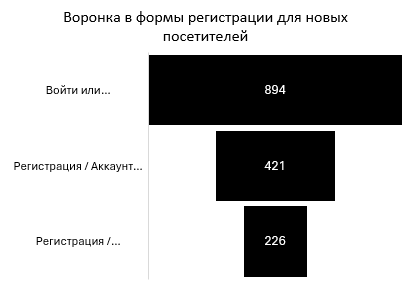 Воронка в формы регистрации для новых
посетителей
Войти или...
894
Регистрация / Аккаунт...
421
Регистрация /...
226